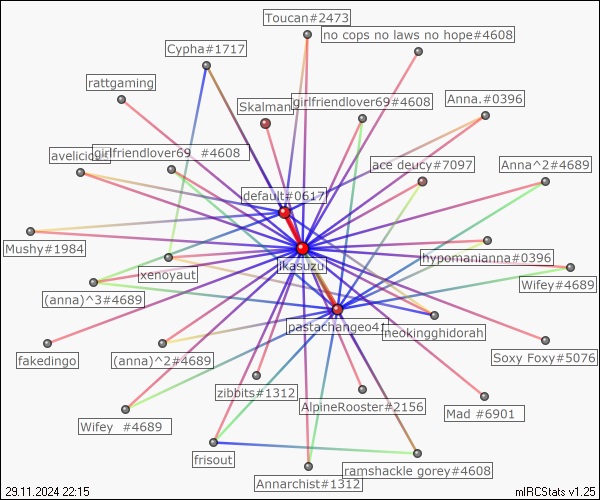 Toucan#2473
no cops no laws no hope#4608
Cypha#1717
rattgaming
Skalman
girlfriendlover69#4608
Anna.#0396
avelici
girlfriendlover69 #4608
ace deucy#7097
Anna^2#4689
default#0617
Mushy#1984
ikasuzu
hypomanianna#0396
xenoyaut
Wifey#4689
(anna)^3#4689
pastachangeo41
neokingghidorah
fakedingo
(anna)^2#4689
Soxy Foxy#5076
zibbits#1312
AlpineRooster#2156
Mad #6901
Wifey #4689
frisout
ramshackle gorey#4608
Annarchist#1312
29.11.2024 22:15
mIRCStats v1.25